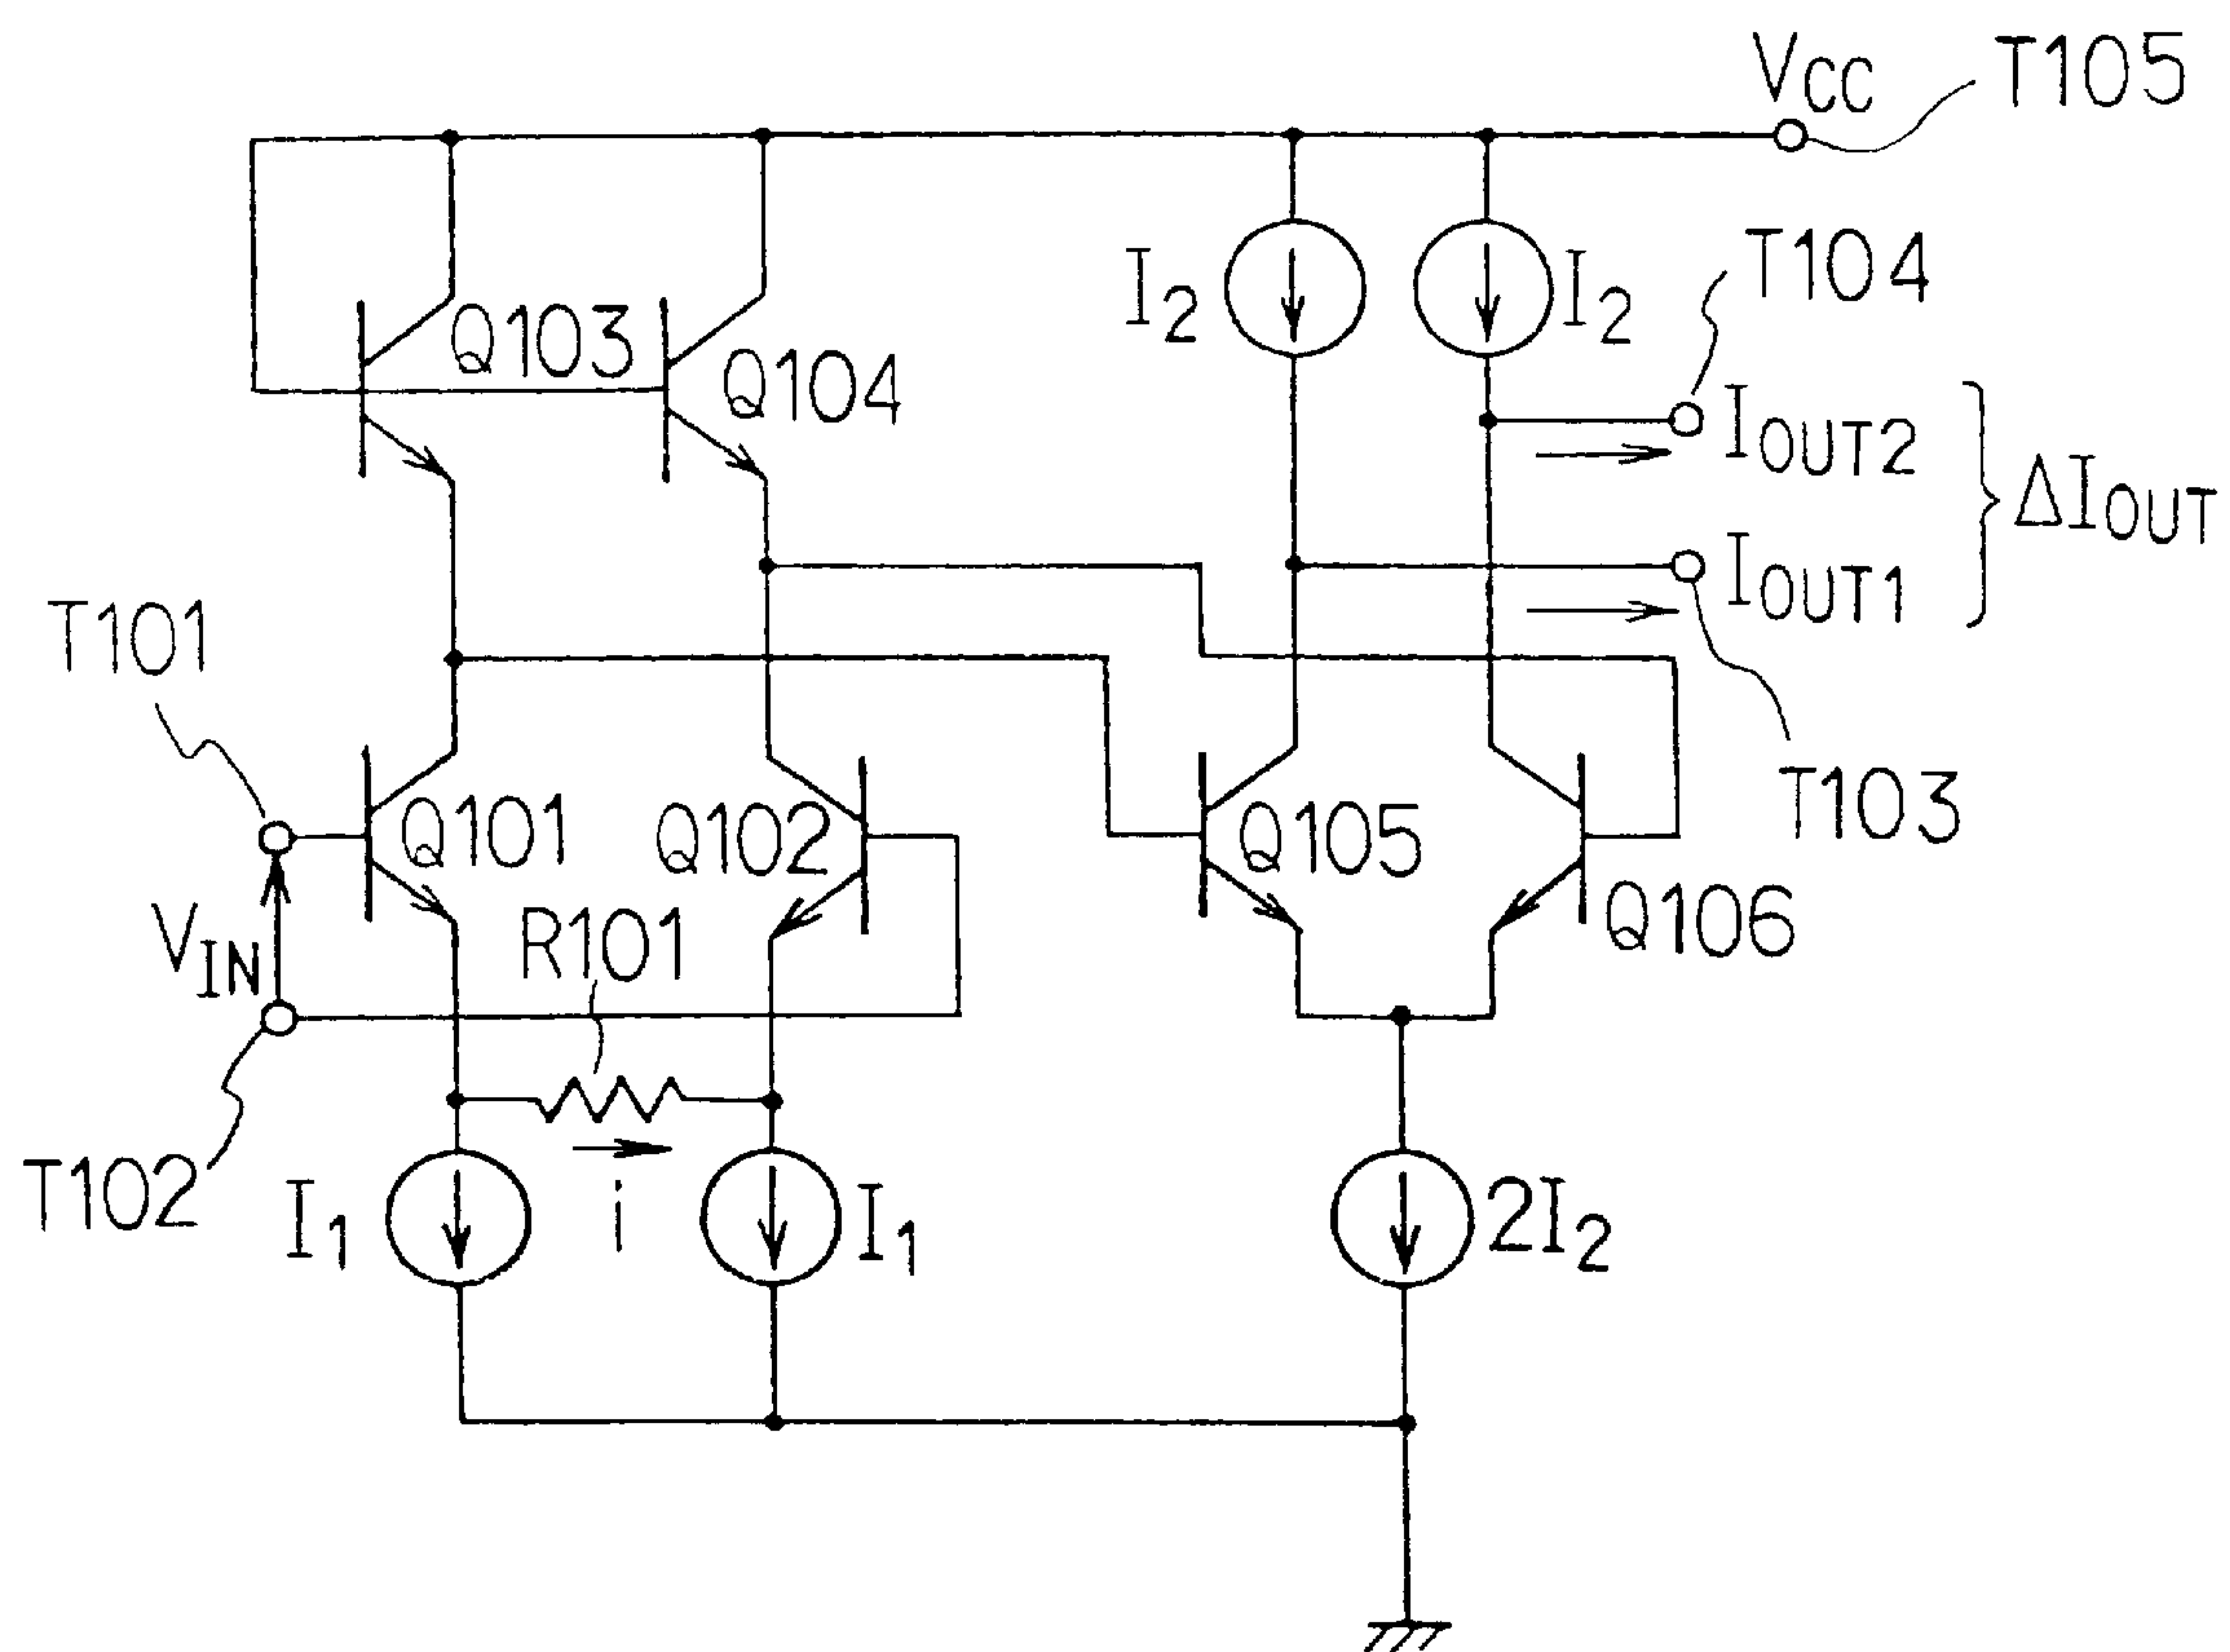 VCC
T105
Q103
Q104
I2
I2
T104
IOUT2
ΔIOUT
IOUT1
T101
Q101
Q102
Q105
T103
VIN
R101
Q106
T102
I1
i
I1
2I2